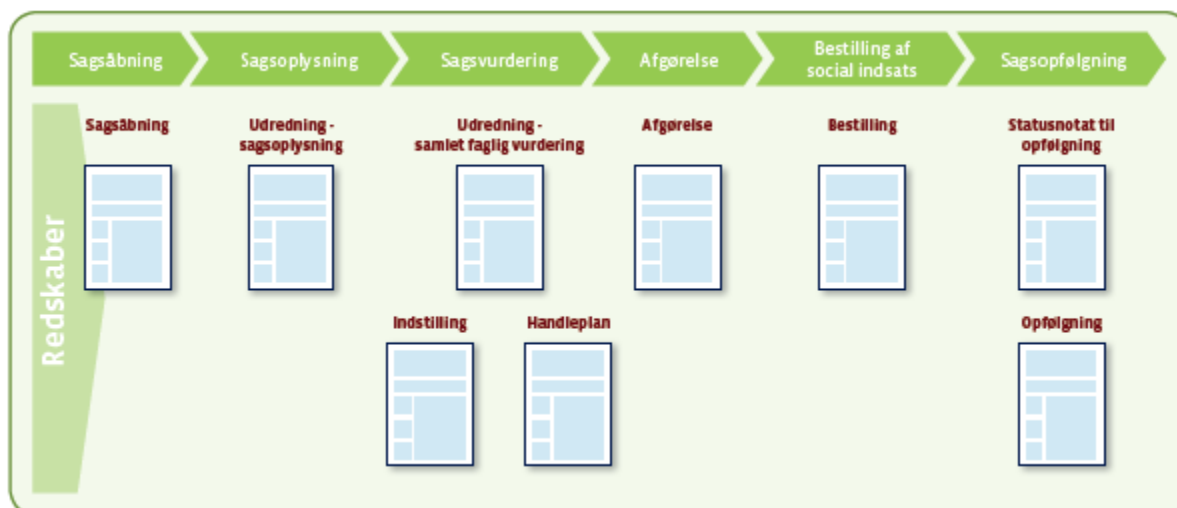 Sagsåbning
Sagsoplysning
Sagsvurdering
Afgørelse
Bestilling af
social indsats
Sagsopfølgning
Redskaber
Sagsåbning
Udredning -
sagsoplysning
Udredning -
samlet faglig vurdering
Afgørelse
Bestilling
Statusnotat til
opfølgning
Indstilling
Handleplan
Opfølgning